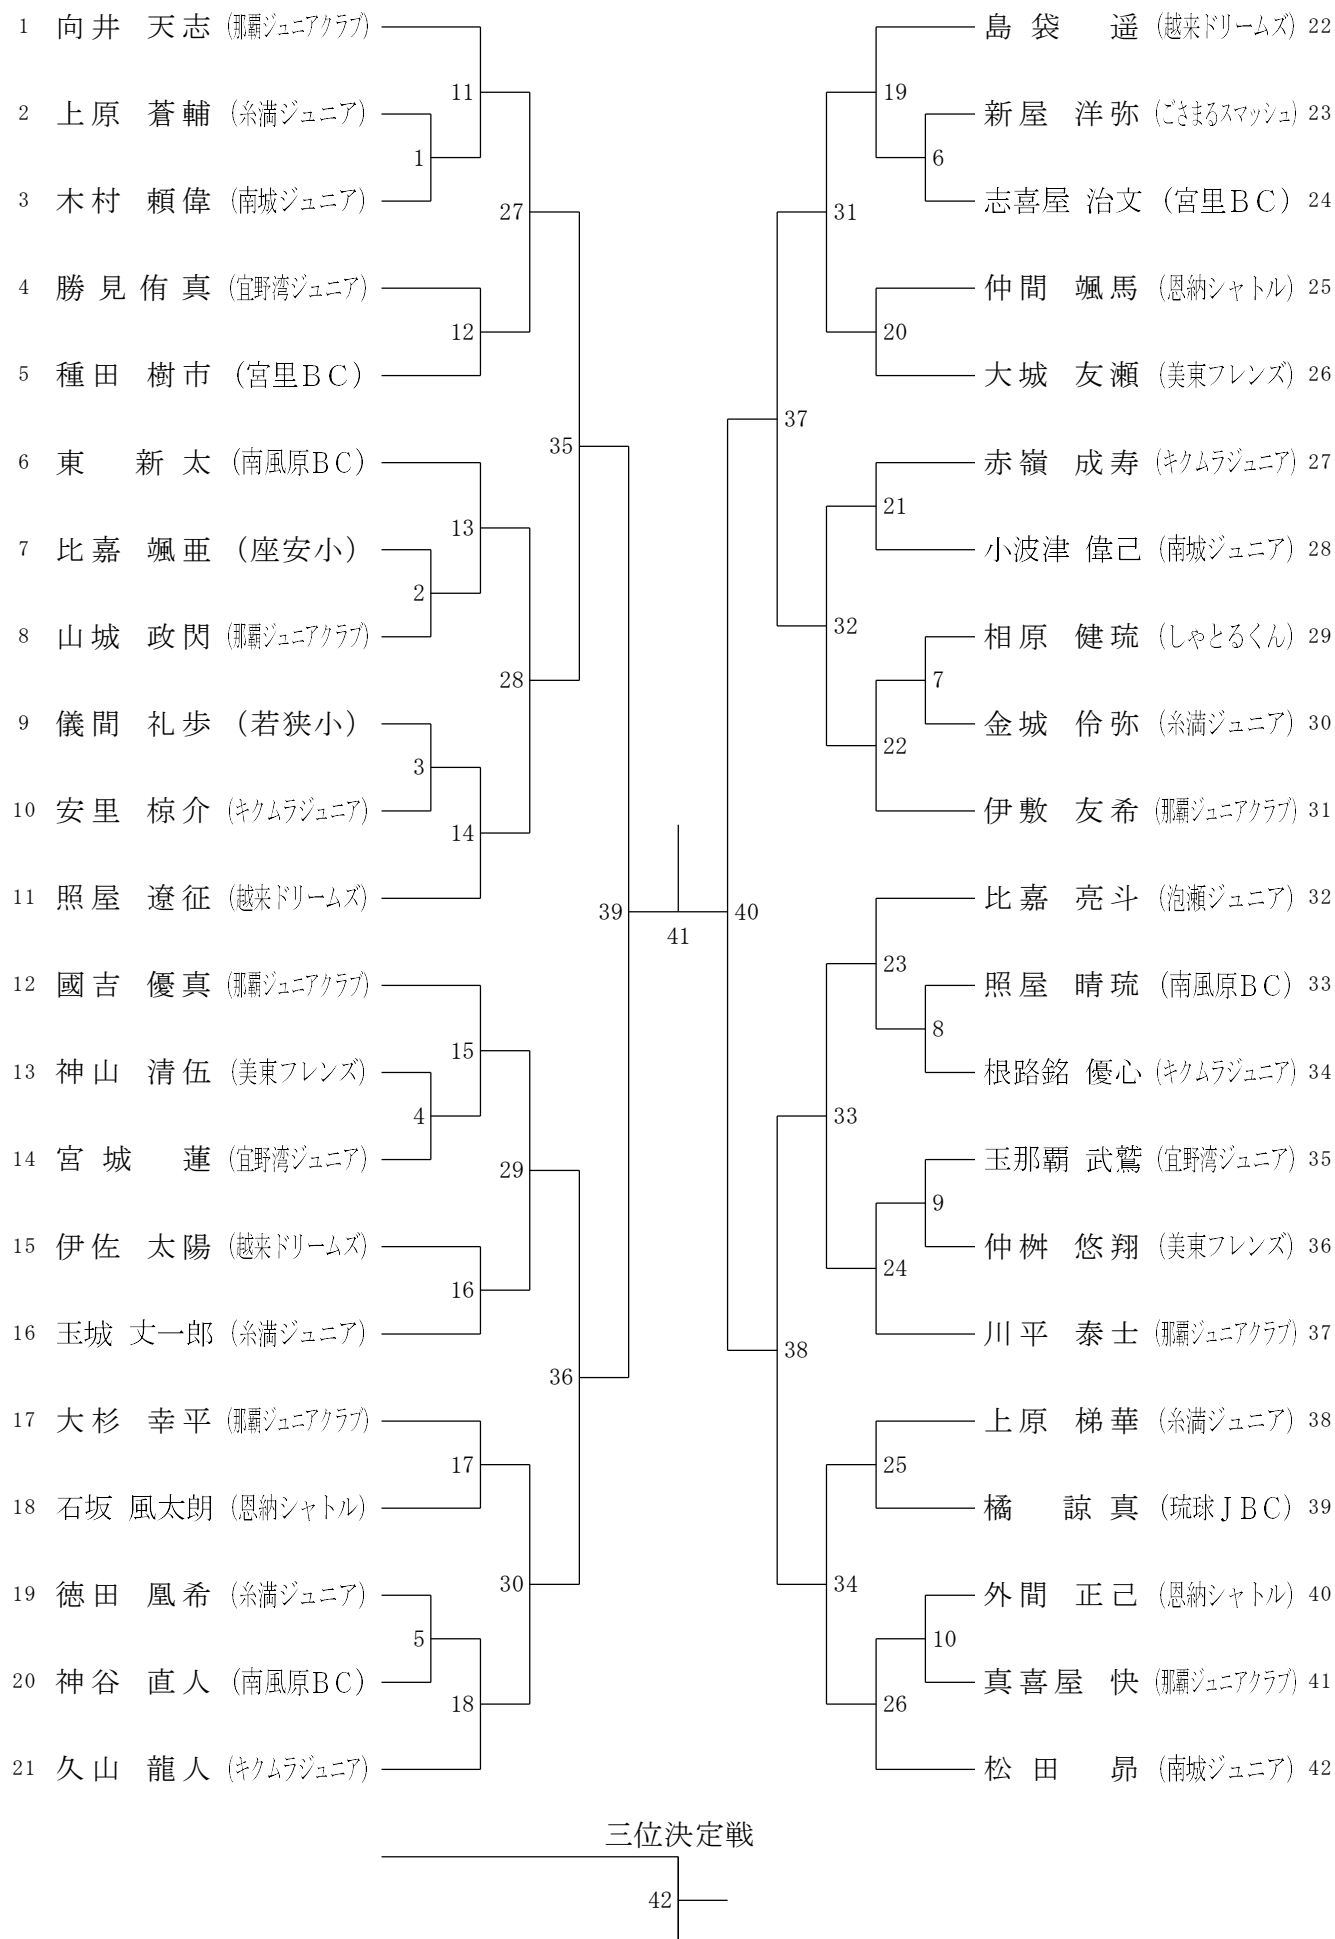 1 向井 天志 (那覇ジュニアクラブ)
2 上原 蒼輔 (糸満ジュニア)
3 木村 頼偉 (南城ジュニア)
4 勝見侑真 (宜野湾ジュニア)
5 種田 樹市 (宮里BC)
6 東 新太 (南風原BC)
7 比嘉 颯亜 (座安小)
8 山城 政閃 (那覇ジュニアクラブ)
9 儀間 礼歩 (若狭小)
10 安里 椋介 (キクムラジュニア)
11 照屋 遼征 (越来ドリームズ)
12 國吉 優真 (那覇ジュニアクラブ)
13 神山 清伍 (美東フレンズ)
14 宮城 蓮 (宜野湾ジュニア)
15 伊佐 太陽 (越来ドリームズ)
16 玉城 丈一郎 (糸満ジュニア)
17 大杉 幸平 (那覇ジュニアクラブ)
18 石坂 風太朗 (恩納シャトル)
19 徳田 凰希 (糸満ジュニア)
20 神谷 直人 (南風原BC)
21 久山 龍人 (キクムラジュニア)
1
2
3
4
5
11
12
13
14
15
16
17
18
27
28
29
30
35
36
39
41
40
37
38
31
32
33
34
19
20
21
22
23
24
25
26
6
7
8
9
10
島袋 遥 (越来ドリームズ) 22
新屋 洋弥 (ごさまるスマッシュ) 23
志喜屋 治文 (宮里BC) 24
仲間 颯馬 (恩納シャトル) 25
大城 友瀬 (美東フレンズ) 26
赤嶺 成寿 (キクムラジュニア) 27
小波津 偉己 (南城ジュニア) 28
相原 健琉 (しゃとるくん) 29
金城 伶弥 (糸満ジュニア) 30
伊敷 友希 (那覇ジュニアクラブ) 31
比嘉 亮斗 (泡瀬ジュニア) 32
照屋 晴琉 (南風原BC) 33
根路銘 優心 (キクムラジュニア) 34
玉那覇 武鷲 (宜野湾ジュニア) 35
仲桝 悠翔 (美東フレンズ) 36
川平 泰士 (那覇ジュニアクラブ) 37
上原 梯華 (糸満ジュニア) 38
橘 諒真 (琉球JBC) 39
外間 正己 (恩納シャトル) 40
真喜屋 快 (那覇ジュニアクラブ) 41
松田 昴 (南城ジュニア) 42
三位決定戦
42